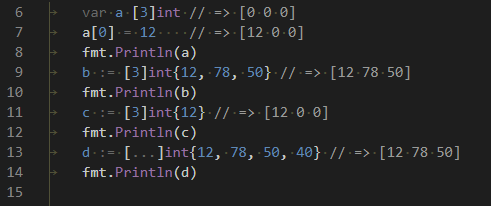 6 var a [3]int // => [0 0 0]
7 a[0] = 12    // => [12 0 0]
8 fmt.Println(a)
9 b := [3]int{12, 78, 50} // => [12 78 50]
10 fmt.Println(b)
11 c := [3]int{12} // => [12 0 0]
12 fmt.Println(c)
13 d := [...]int{12, 78, 50, 40} // => [12 78 50]
14 fmt.Println(d)
15